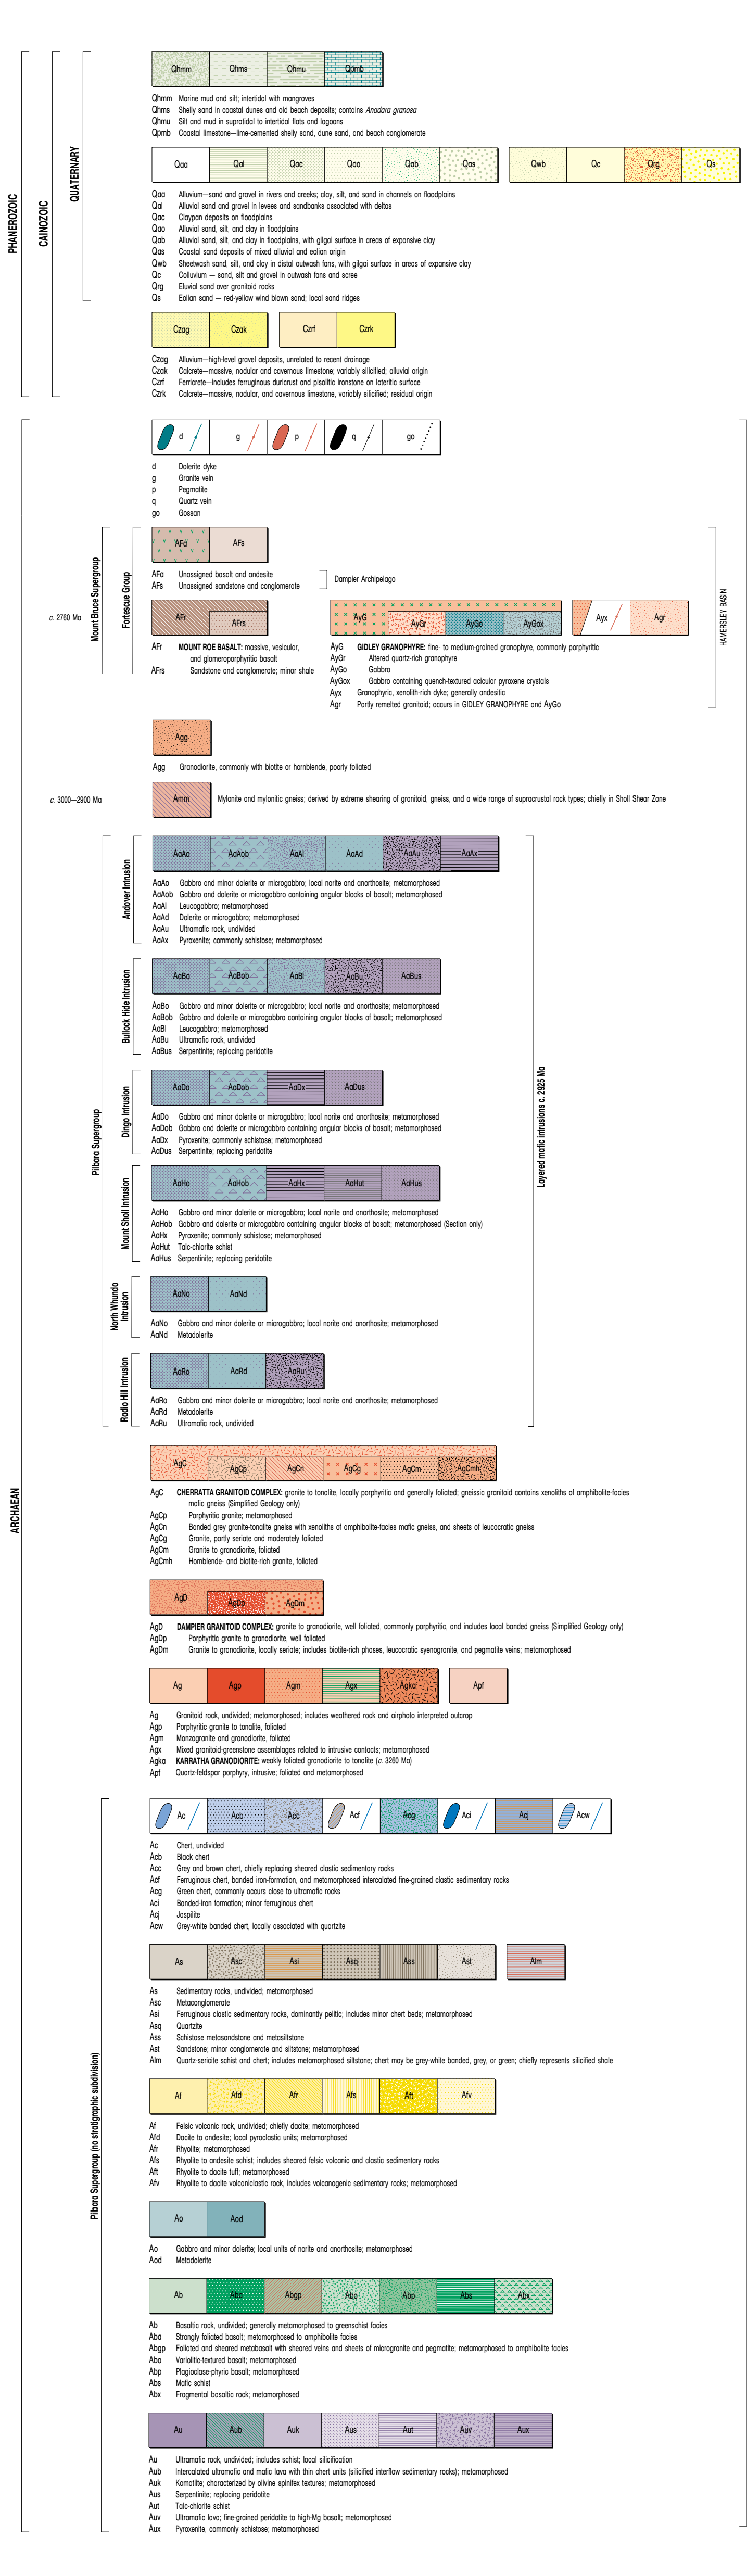 PHANEROZOIC
CAINOZOIC
QUATERNARY
Qhmm Qhms Qhmu Qpmb
Qhmm Marine mud and silt; intertidal with mangroves
Qhms Shelly sand in coastal dunes and old beach deposits; contains Anadara granosa
Qhmu Silt and mud in supratidal to intertidal flats and lagoons
Qpmb Coastal limestone—lime-cemented shelly sand, dune sand, and beach conglomerate
Qaa Qal Qac Qao Qab Qas Qwb Qc Qrg Qs
Qaa Alluvium—sand and gravel in rivers and creeks; clay, silt, and sand in channels on floodplains
Qal Alluvial sand and gravel in levees and sandbanks associated with deltas
Qac Claypan deposits on floodplains
Qao Alluvial sand, silt, and clay in floodplains
Qab Alluvial sand, silt, and clay in floodplains, with gilgai surface in areas of expansive clay
Qas Coastal sand deposits of mixed alluvial and eolian origin
Qwb Sheetwash sand, silt, and clay in distal outwash fans, with gilgai surface in areas of expansive clay
Qc Colluvium — sand, silt and gravel in outwash fans and scree
Qrg Eluvial sand over granitoid rocks
Qs Eolian sand — red-yellow wind blown sand; local sand ridges
Czag Czak Czrf Czrk
Czag Alluvium—high-level gravel deposits, unrelated to recent drainage
Czak Calcrete—massive, nodular and cavernous limestone; variably silicified; alluvial origin
Czrf Ferricrete—includes ferruginous duricrust and pisolitic ironstone on lateritic surface
Czrk Calcrete—massive, nodular, and cavernous limestone, variably silicified; residual origin
ARCHAEAN
d g p q go
d Dolerite dyke
g Granite vein
p Pegmatite
q Quartz vein
go Gossan
c. 2760 Ma
Mount Bruce Supergroup
Fortescue Group
HAMERSLEY BASIN
AFd AFs
AFa Unassigned basalt and andesite
AFs Unassigned sandstone and conglomerate
Dampier Archipelago
AFr AFrs AyG AyGr AyGo AyGox Ayx Agr
AFr MOUNT ROE BASALT: massive, vesicular,
and glomeroporphyritic basalt
AFrs Sandstone and conglomerate; minor shale
AyG GIDLEY GRANOPHYRE: fine- to medium-grained granophyre, commonly porphyritic
AyGr Altered quartz-rich granophyre
AyGo Gabbro
AyGox Gabbro containing quench-textured acicular pyroxene crystals
Ayx Granophyric, xenolith-rich dyke; generally andesitic
Agr Partly remelted granitoid; occurs in GIDLEY GRANOPHYRE and AyGo
Agg
Agg Granodiorite, commonly with biotite or hornblende, poorly foliated
c. 3000—2900 Ma
Amm Mylonite and mylonitic gneiss; derived by extreme shearing of granitoid, gneiss, and a wide range of supracrustal rock types; chiefly in Sholl Shear Zone
Pilbara Supergroup
Layered mafic intrusions c. 2925 Ma
Andover Intrusion
AaAo AaAob AaAl AaAd AaAu AaAx
AaAo Gabbro and minor dolerite or microgabbro; local norite and anorthosite; metamorphosed
AaAob Gabbro and dolerite or microgabbro containing angular blocks of basalt; metamorphosed
AaAl Leucogabbro; metamorphosed
AaAd Dolerite or microgabbro; metamorphosed
AaAu Ultramafic rock, undivided
AaAx Pyroxenite; commonly schistose; metamorphosed
Bullock Hide Intrusion
AaBo AaBob AaBl AaBu AaBus
AaBo Gabbro and minor dolerite or microgabbro; local norite and anorthosite; metamorphosed
AaBob Gabbro and dolerite or microgabbro containing angular blocks of basalt; metamorphosed
AaBl Leucogabbro; metamorphosed
AaBu Ultramafic rock, undivided
AaBus Serpentinite; replacing peridotite
Dingo Intrusion
AaDo AaDob AaDx AaDus
AaDo Gabbro and minor dolerite or microgabbro; local norite and anorthosite; metamorphosed
AaDob Gabbro and dolerite or microgabbro containing angular blocks of basalt; metamorphosed
AaDx Pyroxenite; commonly schistose; metamorphosed
AaDus Serpentinite; replacing peridotite
Mount Sholl Intrusion
AaHo AaHob AaHx AaHut AaHus
AaHo Gabbro and minor dolerite or microgabbro; local norite and anorthosite; metamorphosed
AaHob Gabbro and dolerite or microgabbro containing angular blocks of basalt; metamorphosed (Section only)
AaHx Pyroxenite; commonly schistose; metamorphosed
AaHut Talc-chlorite schist
AaHus Serpentinite; replacing peridotite
North Whundo
Intrusion
AaNo AaNd
AaNo Gabbro and minor dolerite or microgabbro; local norite and anorthosite; metamorphosed
AaNd Metadolerite
Radio Hill Intrusion
AaRo AaRd AaRu
AaRo Gabbro and minor dolerite or microgabbro; local norite and anorthosite; metamorphosed
AaRd Metadolerite
AaRu Ultramafic rock, undivided
AgC AgCp AgCn AgCg AgCm AgCmh
AgC CHERRATTA GRANITOID COMPLEX: granite to tonalite, locally porphyritic and generally foliated; gneissic granitoid contains xenoliths of amphibolite-facies
mafic gneiss (Simplified Geology only)
AgCp Porphyritic granite; metamorphosed
AgCn Banded grey granite-tonalite gneiss with xenoliths of amphibolite-facies mafic gneiss, and sheets of leucocratic gneiss
AgCg Granite, partly seriate and moderately foliated
AgCm Granite to granodiorite, foliated
AgCmh Hornblende- and biotite-rich granite, foliated
AgD AgDp AgDm
AgD DAMPIER GRANITOID COMPLEX: granite to granodiorite, well foliated, commonly porphyritic, and includes local banded gneiss (Simplified Geology only)
AgDp Porphyritic granite to granodiorite, well foliated
AgDm Granite to granodiorite, locally seriate; includes biotite-rich phases, leucocratic syenogranite, and pegmatite veins; metamorphosed
Ag Agp Agm Agx Agka Apf
Ag Granitoid rock, undivided; metamorphosed; includes weathered rock and airphoto interpreted outcrop
Agp Porphyritic granite to tonalite, foliated
Agm Monzogranite and granodiorite, foliated
Agx Mixed granitoid-greenstone assemblages related to intrusive contacts; metamorphosed
Agka KARRATHA GRANODIORITE: weakly foliated granodiorite to tonalite (c. 3260 Ma)
Apf Quartz-feldspar porphyry, intrusive; foliated and metamorphosed
Pilbara Supergroup (no stratigraphic subdivision)
Ac Acb Acc Acf Acg Aci Acj Acw
Ac Chert, undivided
Acb Black chert
Acc Grey and brown chert, chiefly replacing sheared clastic sedimentary rocks
Acf Ferruginous chert, banded iron-formation, and metamorphosed intercalated fine-grained clastic sedimentary rocks
Acg Green chert, commonly occurs close to ultramafic rocks
Aci Banded-iron formation; minor ferruginous chert
Acj Jaspilite
Acw Grey-white banded chert, locally associated with quartzite
As Asc Asi Asq Ass Ast Alm
As Sedimentary rocks, undivided; metamorphosed
Asc Metaconglomerate
Asi Ferruginous clastic sedimentary rocks, dominantly pelitic; includes minor chert beds; metamorphosed
Asq Quartzite
Ass Schistose metasandstone and metasiltstone
Ast Sandstone; minor conglomerate and siltstone; metamorphosed
Alm Quartz-sericite schist and chert; includes metamorphosed siltstone; chert may be grey-white banded, grey, or green; chiefly represents silicified shale
Af Afd Afr Afs Aft Afv
Af Felsic volcanic rock, undivided; chiefly dacite; metamorphosed
Afd Dacite to andesite; local pyroclastic units; metamorphosed
Afr Rhyolite; metamorphosed
Afs Rhyolite to andesite schist; includes sheared felsic volcanic and clastic sedimentary rocks
Aft Rhyolite to dacite tuff; metamorphosed
Afv Rhyolite to dacite volcaniclastic rock, includes volcanogenic sedimentary rocks; metamorphosed
Ao Aod
Ao Gabbro and minor dolerite; local units of norite and anorthosite; metamorphosed
Aod Metadolerite
Ab Aba Abgp Abo Abp Abs Abx
Ab Basaltic rock, undivided; generally metamorphosed to greenschist facies
Aba Strongly foliated basalt; metamorphosed to amphibolite facies
Abgp Foliated and sheared metabasalt with sheared veins and sheets of microgranite and pegmatite; metamorphosed to amphibolite facies
Abo Variolitic-textured basalt; metamorphosed
Abp Plagioclase-phyric basalt; metamorphosed
Abs Mafic schist
Abx Fragmental basaltic rock; metamorphosed
Au Aub Auk Aus Aut Auv Aux
Au Ultramafic rock, undivided; includes schist; local silicification
Aub Intercalated ultramafic and mafic lava with thin chert units (silicified interflow sedimentary rocks); metamorphosed
Auk Komatiite; characterized by olivine spinifex textures; metamorphosed
Aus Serpentinite; replacing peridotite
Aut Talc-chlorite schist
Auv Ultramafic lava; fine-grained peridotite to high-Mg basalt; metamorphosed
Aux Pyroxenite, commonly schistose; metamorphosed